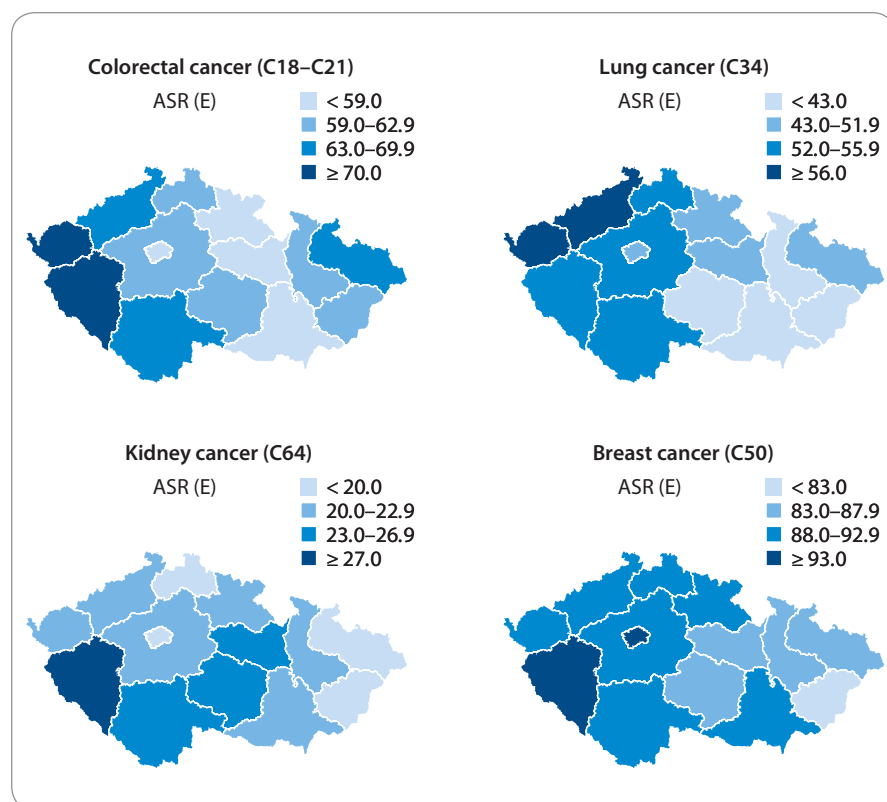 Colorectal cancer (C18–C21)
ASR (E)
< 59.0
59.0–62.9
63.0–69.9
≥ 70.0
Lung cancer (C34)
ASR (E)
< 43.0
43.0–51.9
52.0–55.9
≥ 56.0
Kidney cancer (C64)
ASR (E)
< 20.0
20.0–22.9
23.0–26.9
≥ 27.0
Breast cancer (C50)
ASR (E)
< 83.0
83.0–87.9
88.0–92.9
≥ 93.0